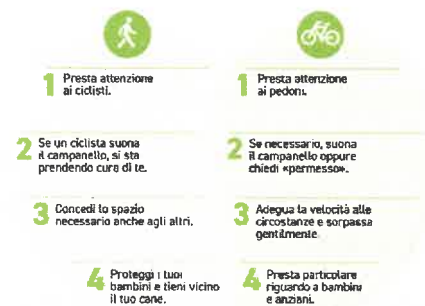 1 Presta attenzione
ai ciclisti.
2 Se un ciclista suona
il campanello, si sta
prendendo cura di te.
3 Concedi lo spazio
necessario anche agli altri.
4 Proteggi i tuoi
bambini e tieni vicino
il tuo cane.
1 Presta attenzione
ai pedoni.
2 Se necessario, suona
il campanello oppure
chiedi «permesso».
3 Adegua la velocità alle
circostanze e sorpassa
gentilmente.
4 Presta particolare
riguardo a bambini
e anziani.